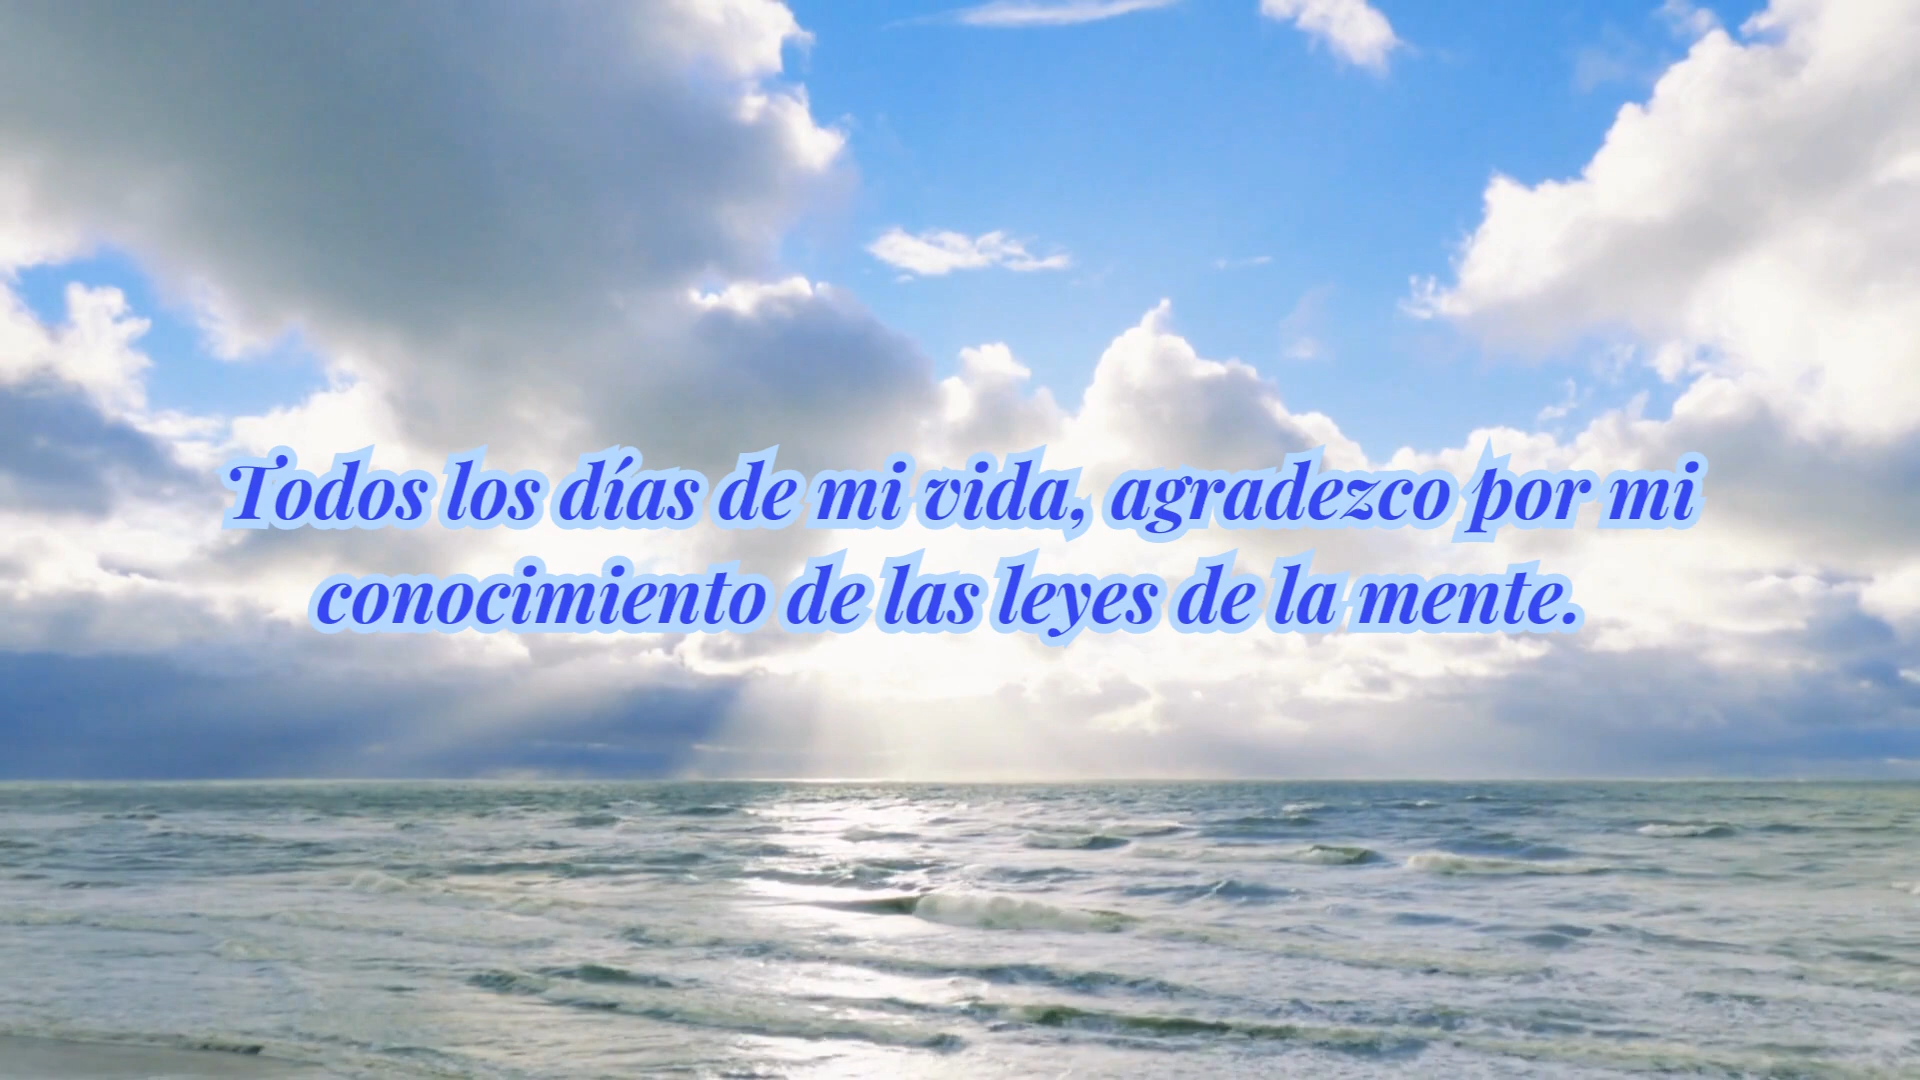 Todos los días de mi vida, agradezco por mi
conocimiento de las leyes de la mente.